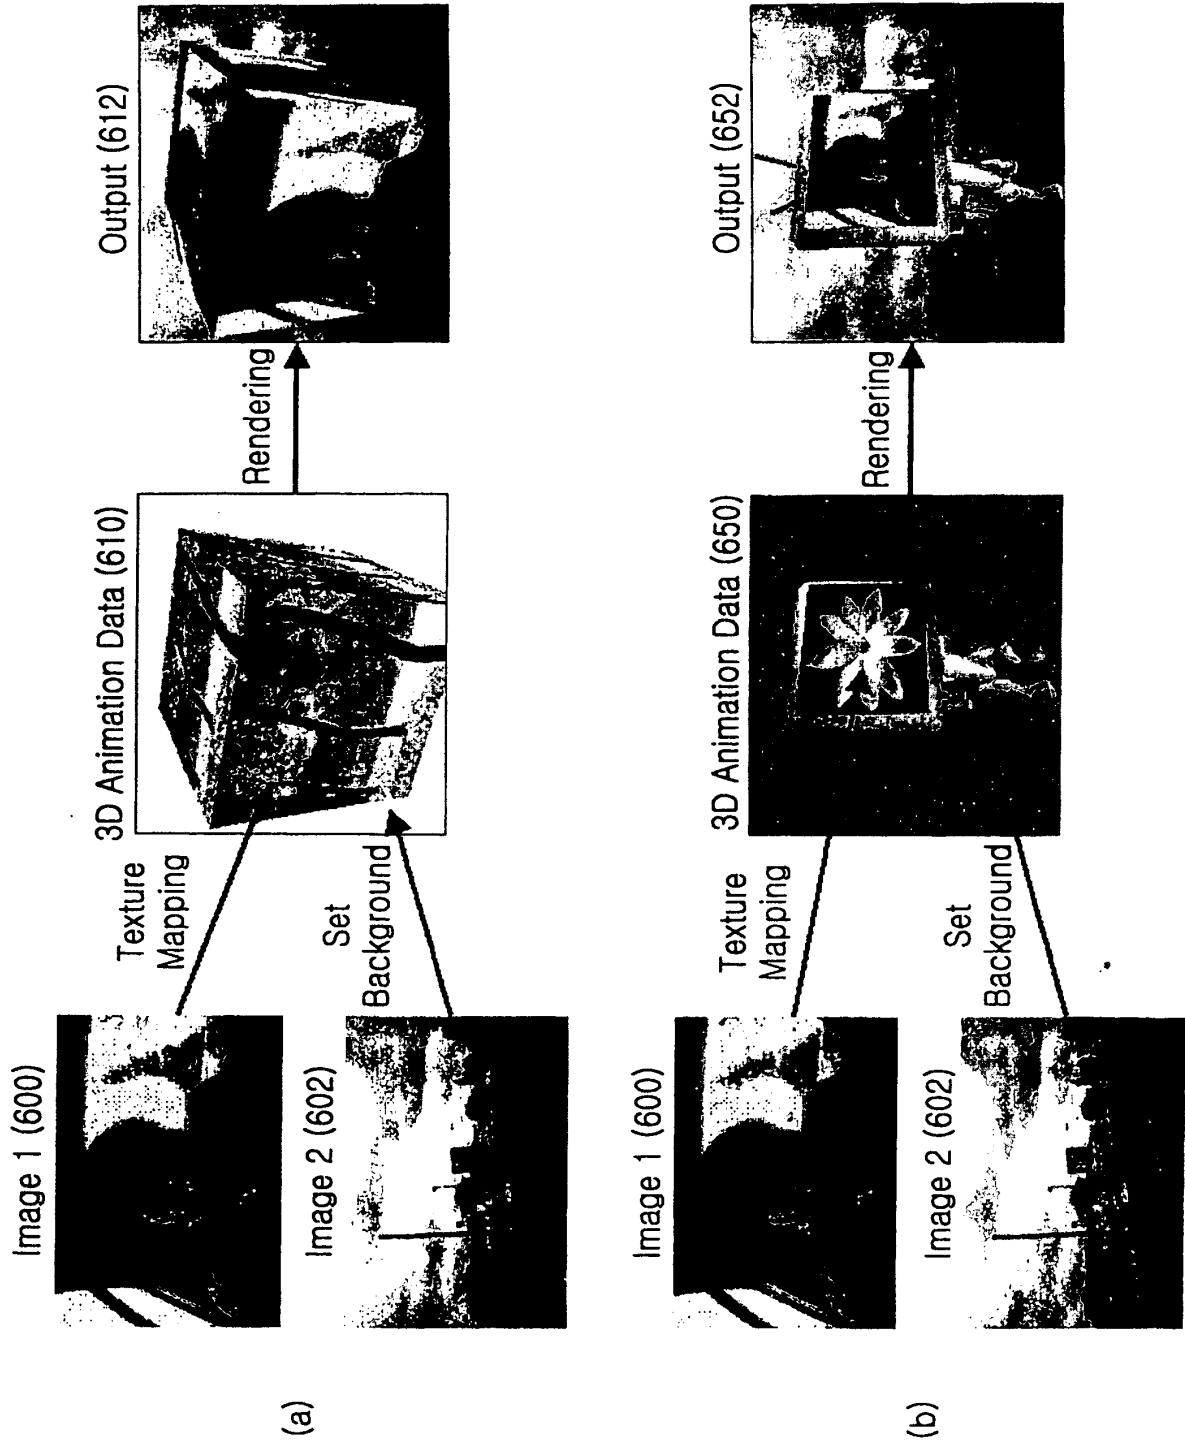 (a)
Image 1 (600)
Image 2 (602)
Texture
Mapping
Set
Background
3D Animation Data (610)
Rendering
Output (612)
(b)
Image 1 (600)
Image 2 (602)
Texture
Mapping
Set
Background
3D Animation Data (650)
Rendering
Output (652)